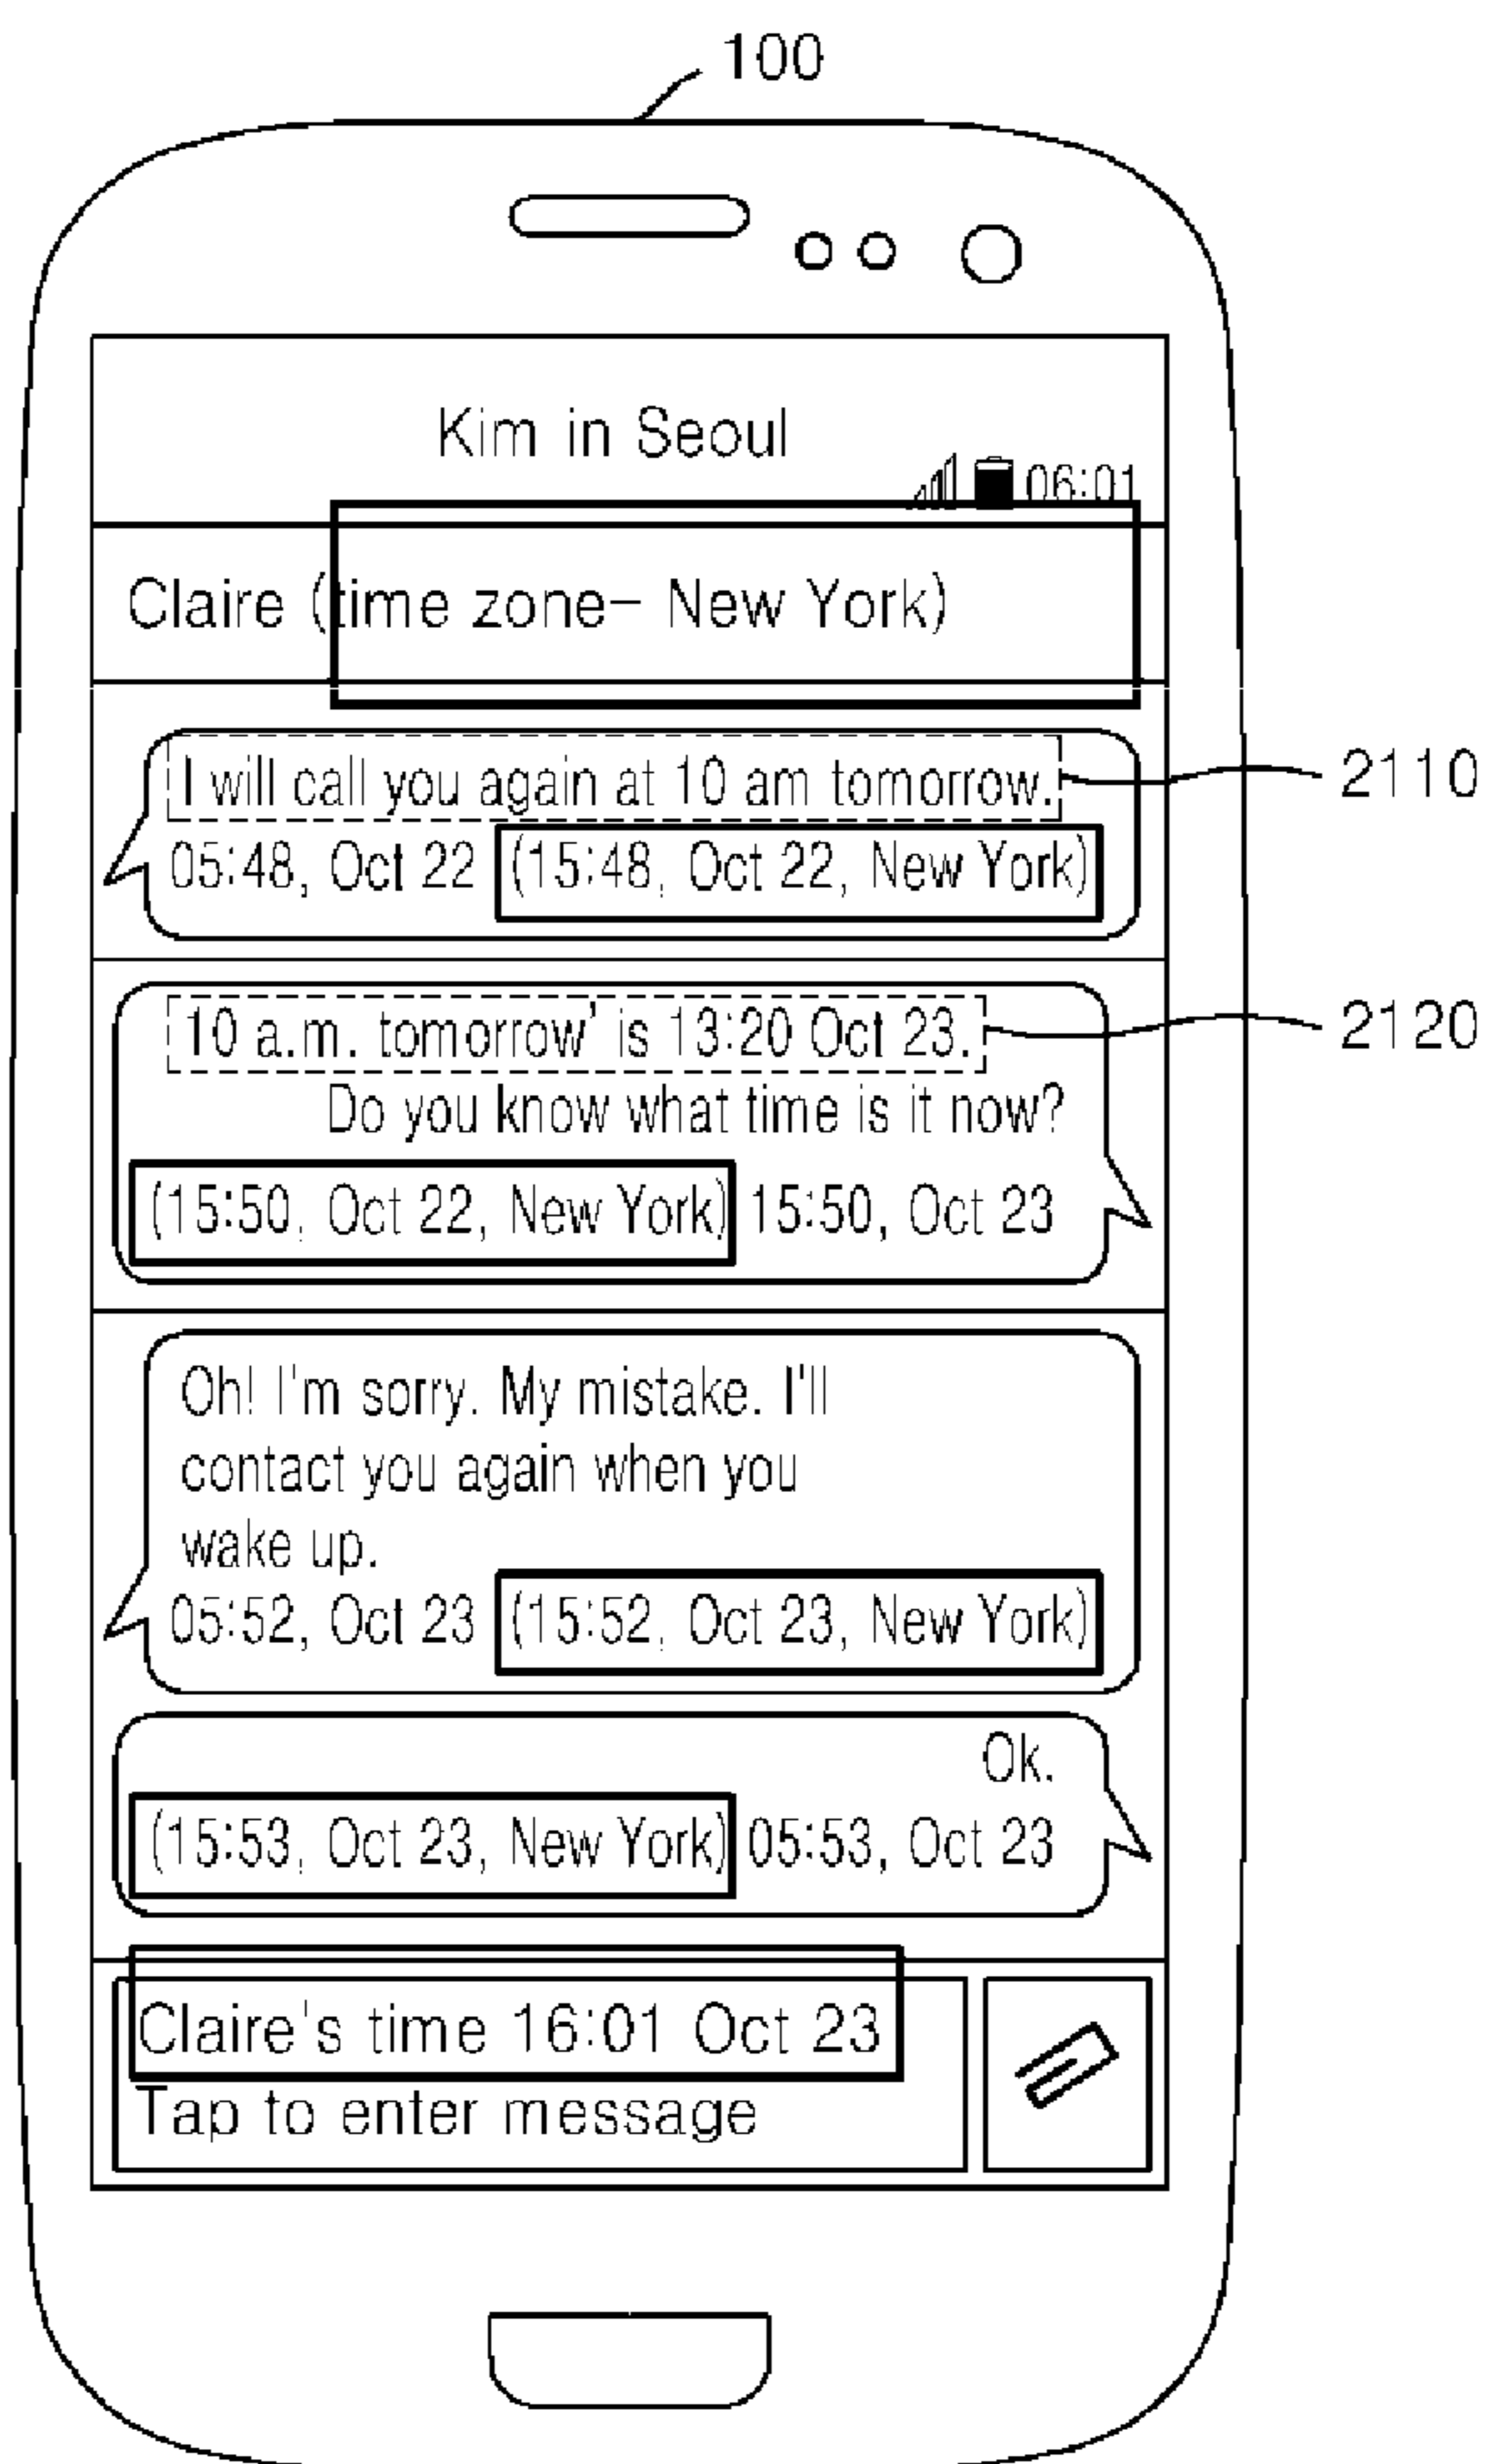 100
Kim in Seoul
06:01
Claire (time zone- New York)
I will call you again at 10 am tomorrow.
2110
05:48, Oct 22 (15:48, Oct 22, New York)
10 a.m. tomorrow' is 13:20 Oct 23.
2120
Do you know what time is it now?
(15:50, Oct 22, New York) 15:50, Oct 23
Oh! I'm sorry. My mistake. I'll
contact you again when you
wake up.
05:52, Oct 23 (15:52, Oct 23, New York)
Ok.
(15:53, Oct 23, New York) 05:53, Oct 23
Claire's time 16:01 Oct 23
Tap to enter message